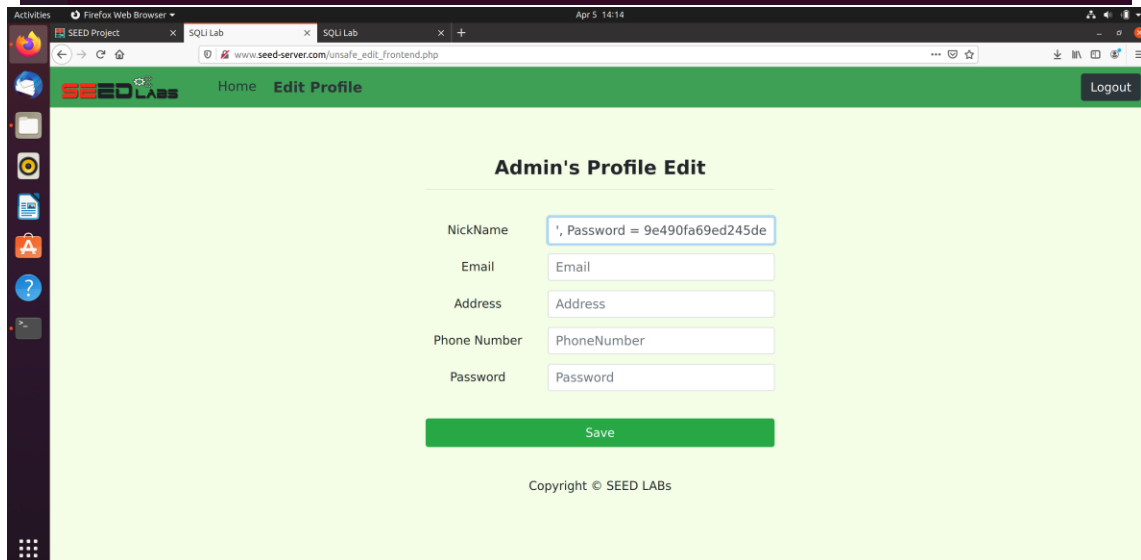 Activities Firefox Web Browser Apr 5 14:14
SEED Project SQLi Lab SQLi Lab
www.seed-server.com/unsafe_edit_frontend.php
SEEDLABS Home Edit Profile Logout
Admin's Profile Edit
NickName ', Password = 9e490fa69ed245de
Email Email
Address Address
Phone Number PhoneNumber
Password Password
Save
Copyright © SEED LABs